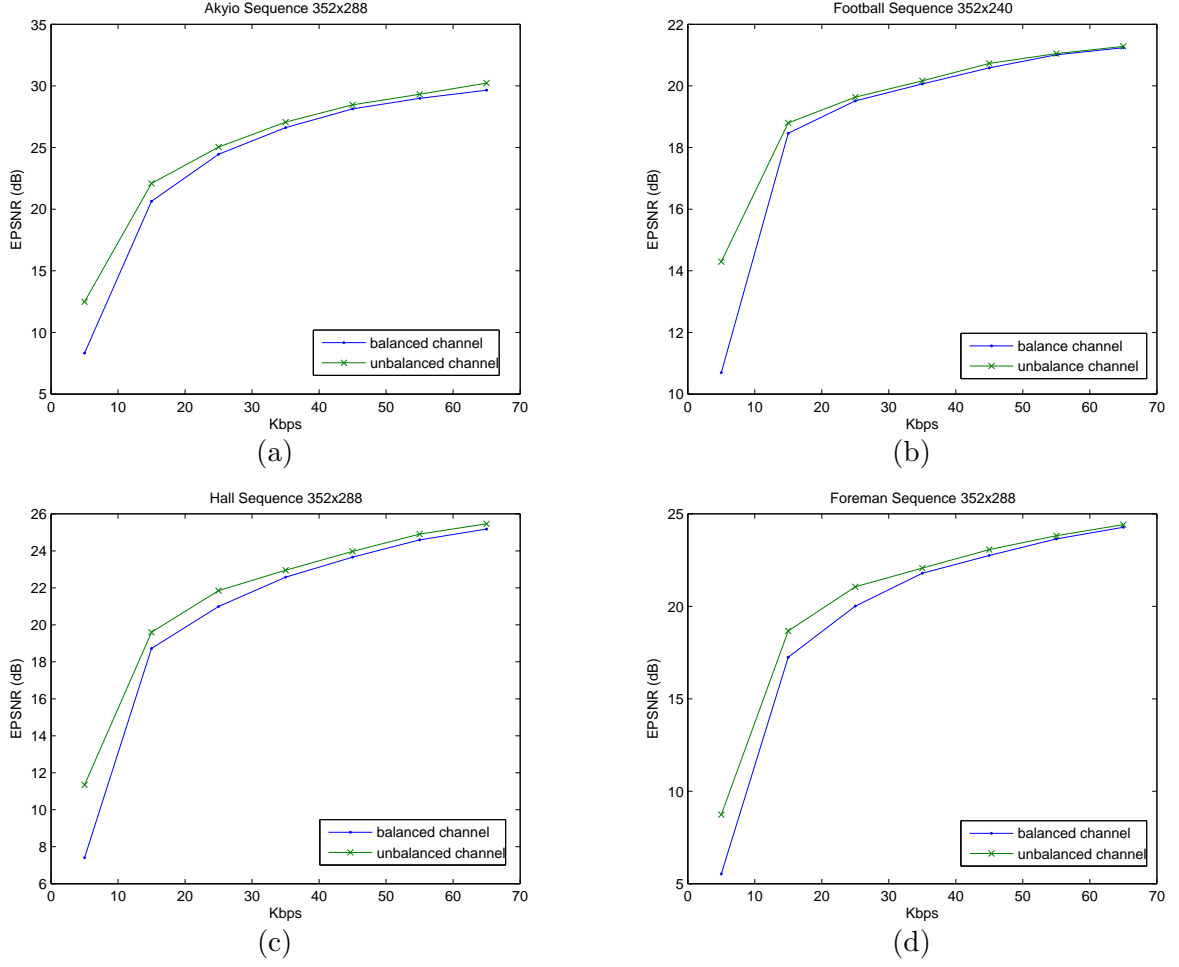 Akyio Sequence 352x288
35
30
25
20
15
10
5
EPSNR (dB)
balanced channel
unbalanced channel
0 10 20 30 40 50 60 70
Kbps
(a)
Football Sequence 352x240
22
20
18
16
14
12
10
EPSNR (dB)
balance channel
unbalance channel
0 10 20 30 40 50 60 70
Kbps
(b)
Hall Sequence 352x288
26
24
22
20
18
16
14
12
10
8
6
EPSNR (dB)
balanced channel
unbalanced channel
0 10 20 30 40 50 60 70
Kbps
(c)
Foreman Sequence 352x288
25
20
15
10
5
EPSNR (dB)
balanced channel
unbalanced channel
0 10 20 30 40 50 60 70
Kbps
(d)